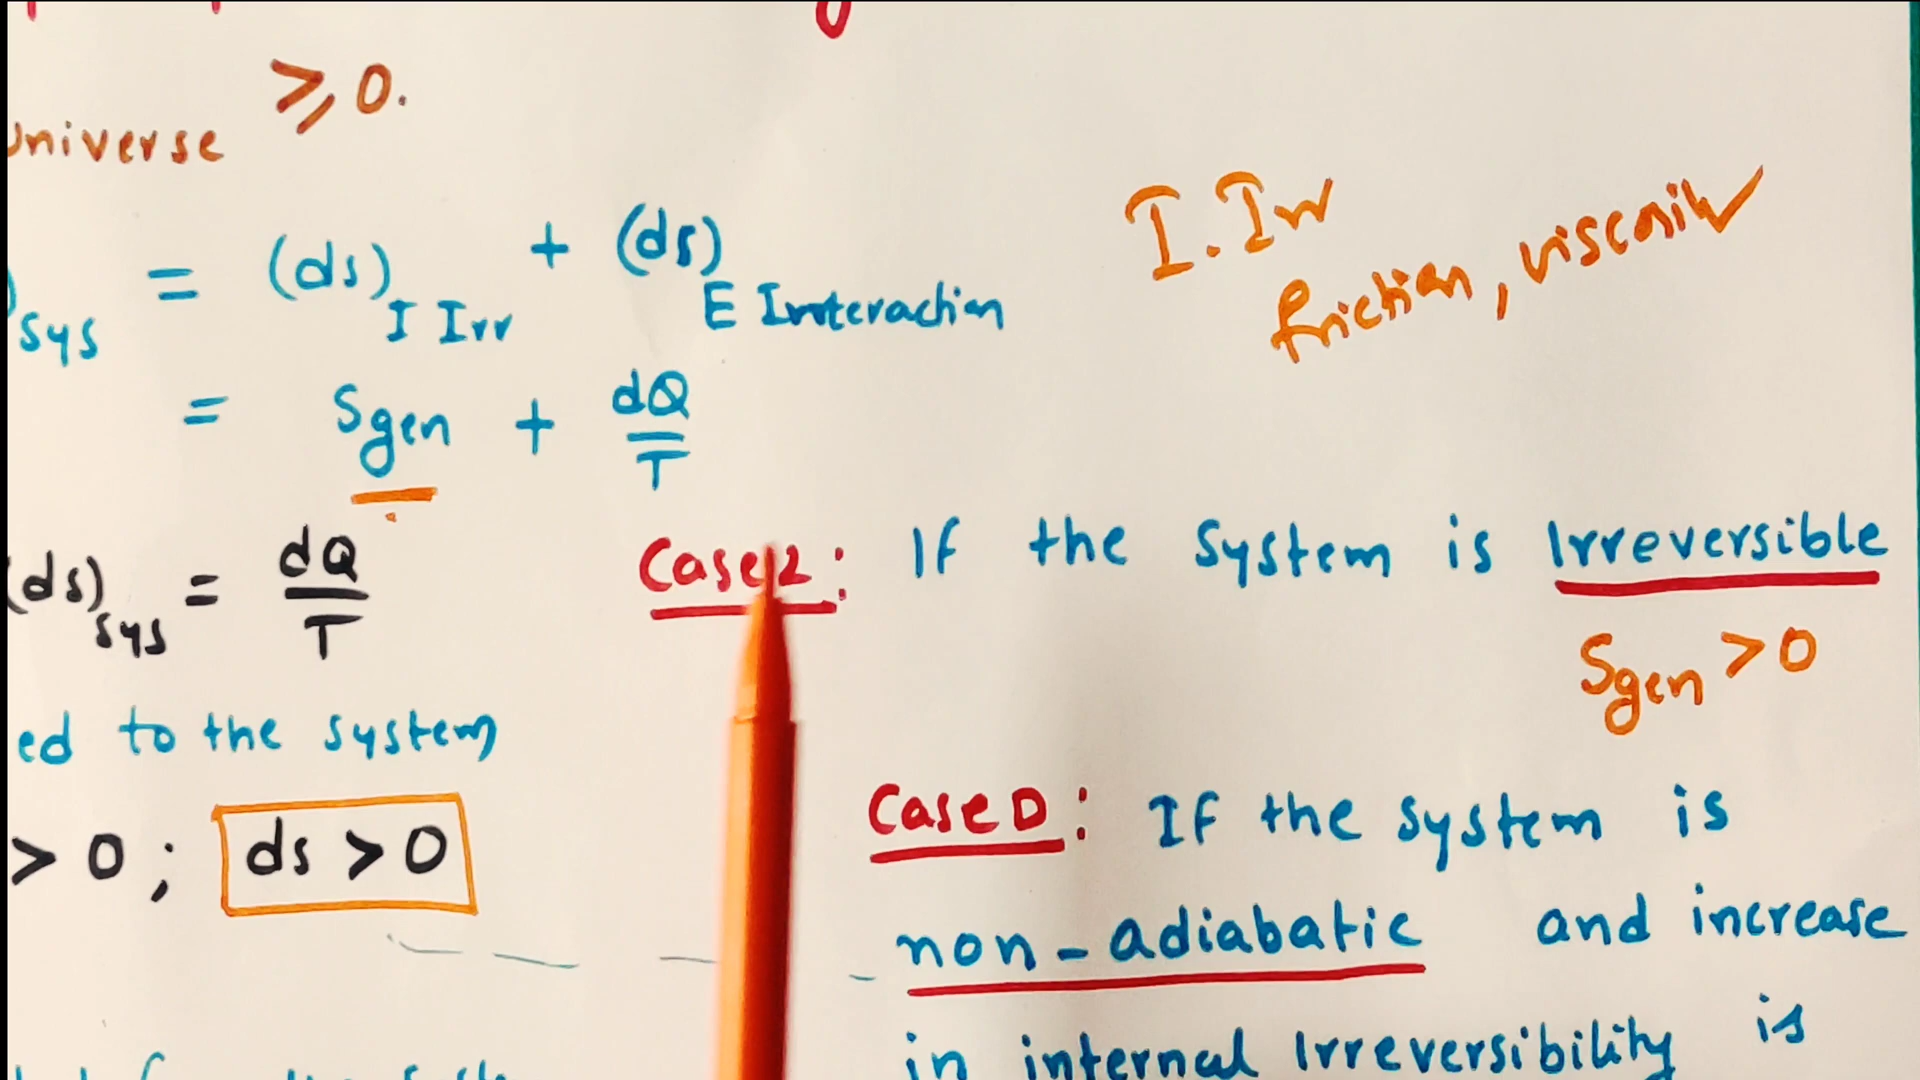 ≥ 0.
universe
sys = (ds) I Irr + (ds) E Interaction
I. Irr
friction, viscosity
= Sgen + dQ/T
(ds)sys = dQ/T
Case 2: If the system is Irreversible
Sgen > 0
ed to the system
> 0 ; ds > 0
Case D: If the system is
non-adiabatic and increase
in internal Irreversibility is